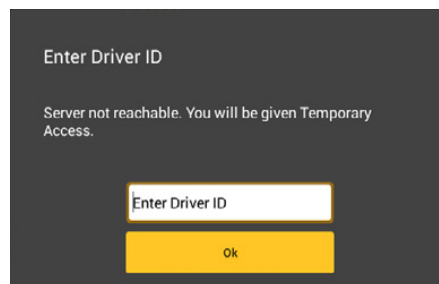 Enter Driver ID
Server not reachable. You will be given Temporary
Access.
Enter Driver ID
Ok